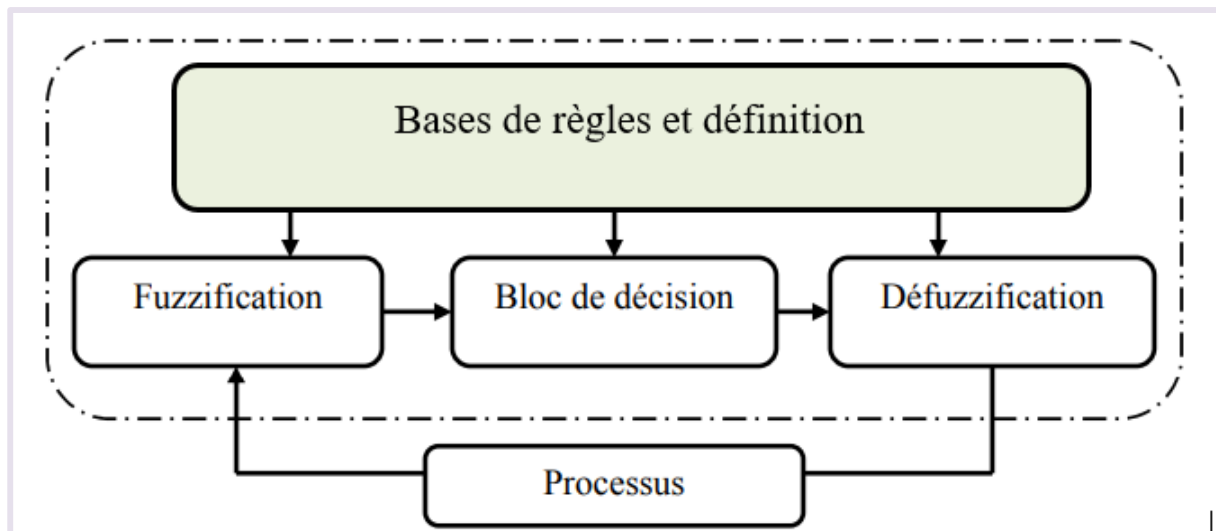 Bases de règles et définition
Fuzzification
Bloc de décision
Défuzzification
Processus